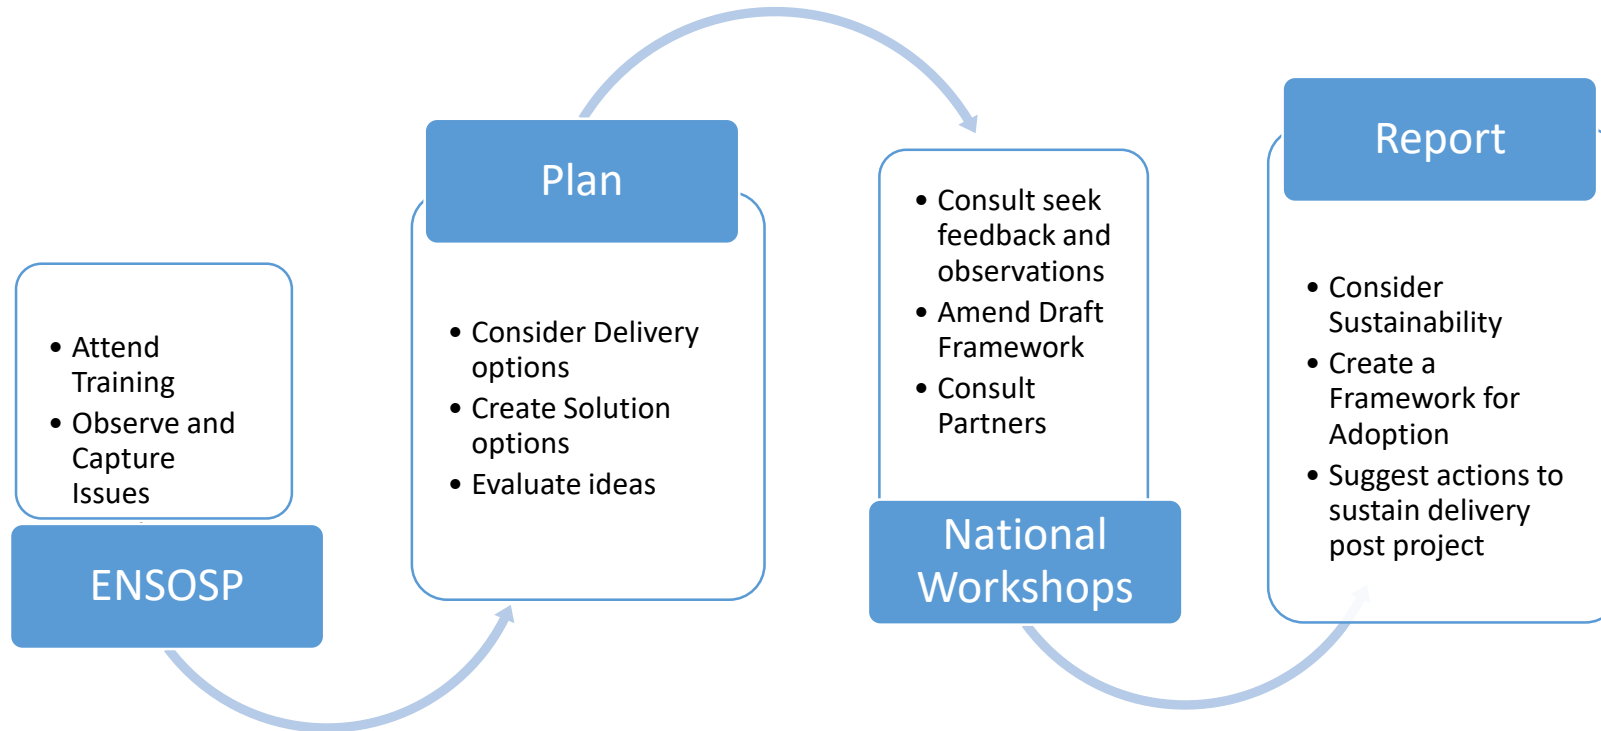 • Attend
Training
• Observe and
Capture
Issues
ENSOSP
Plan
• Consider Delivery
options
• Create Solution
options
• Evaluate ideas
• Consult seek
feedback and
observations
• Amend Draft
Framework
• Consult
Partners
National
Workshops
Report
• Consider
Sustainability
• Create a
Framework for
Adoption
• Suggest actions to
sustain delivery
post project